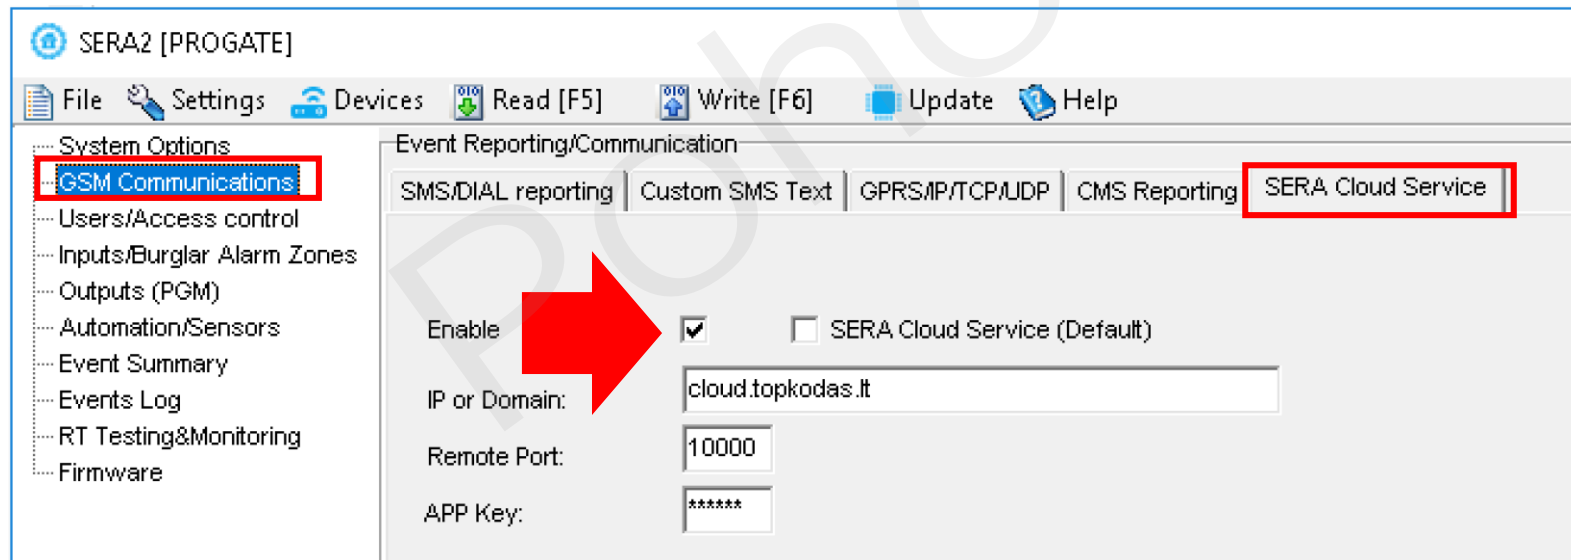 SERA2 [PROGATE]
File Settings Devices Read [F5] Write [F6] Update Help
System Options
GSM Communications
Users/Access control
Inputs/Burglar Alarm Zones
Outputs (PGM)
Automation/Sensors
Event Summary
Events Log
RT Testing&Monitoring
Firmware
Event Reporting/Communication
SMS/DIAL reporting Custom SMS Text GPRS/IP/TCP/UDP CMS Reporting SERA Cloud Service
Enable SERA Cloud Service (Default)
IP or Domain: cloud.topkodas.lt
Remote Port: 10000
APP Key: ******